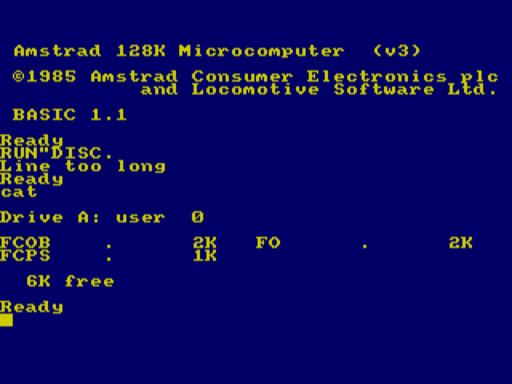 Amstrad 128K Microcomputer (v3)
©1985 Amstrad Consumer Electronics plc
and Locomotive Software Ltd.
BASIC 1.1
Ready
RUN"DISC.
Line too long
Ready
cat
Drive A: user 0
FCOB . 2K FO . 2K
FCPS . 1K
6K free
Ready